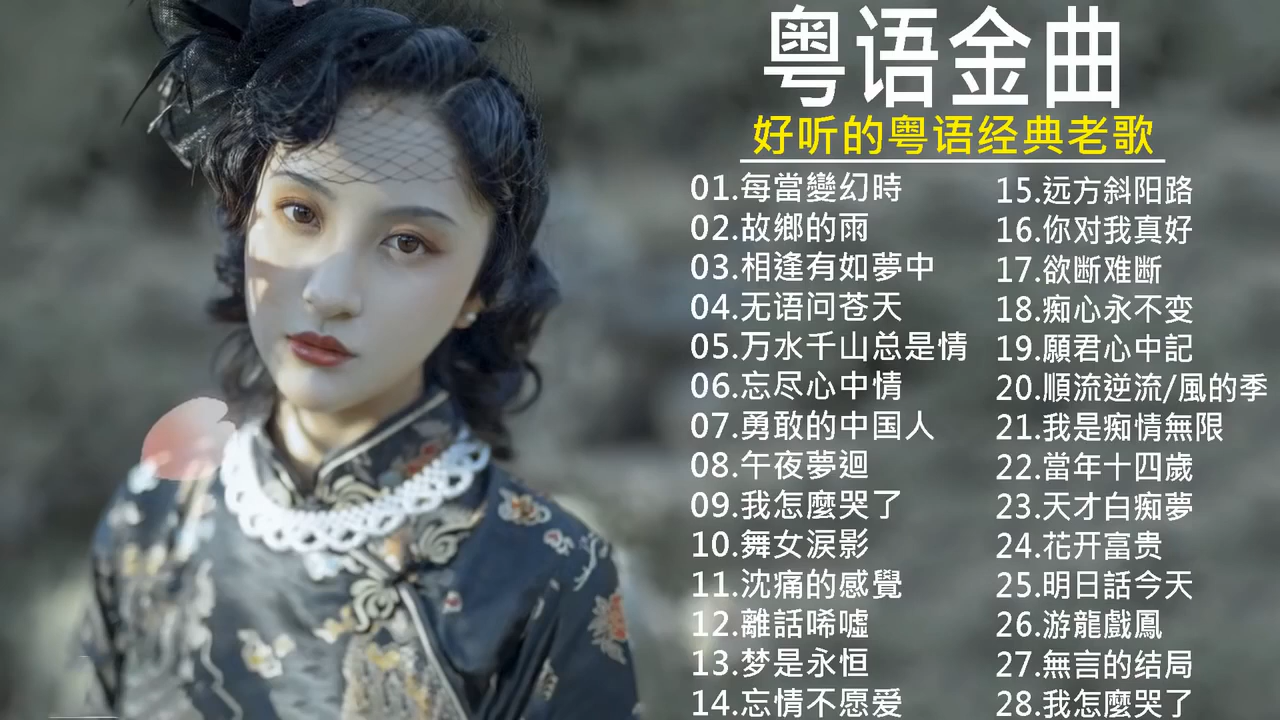 粤语金曲
好听的粤语经典老歌
01.每當變幻時
02.故鄉的雨
03.相逢有如夢中
04.无语问苍天
05.万水千山总是情
06.忘尽心中情
07.勇敢的中国人
08.午夜夢迴
09.我怎麼哭了
10.舞女淚影
11.沈痛的感覺
12.離話唏噓
13.梦是永恒
14.忘情不愿爱
15.远方斜阳路
16.你对我真好
17.欲断难断
18.痴心永不变
19.願君心中記
20.順流逆流/風的季
21.我是痴情無限
22.當年十四歲
23.天才白痴夢
24.花开富贵
25.明日話今天
26.游龍戲鳳
27.無言的结局
28.我怎麼哭了